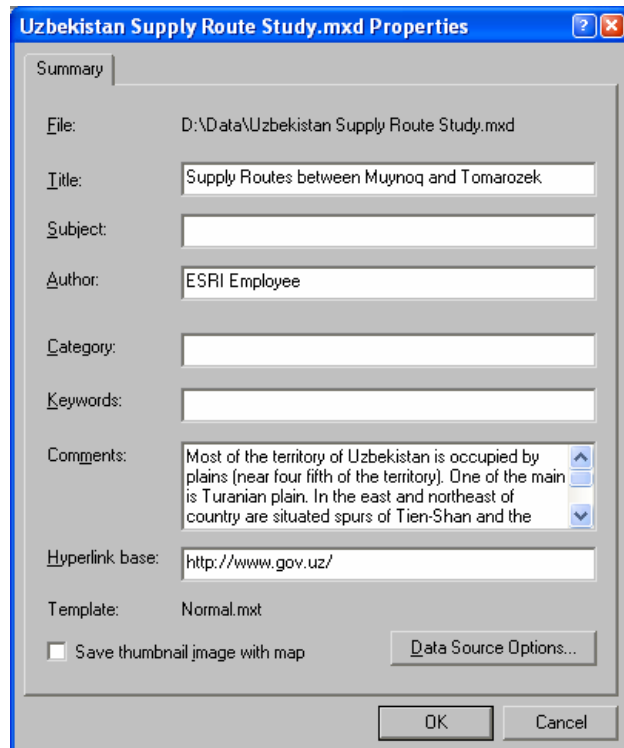 Uzbekistan Supply Route Study.mxd Properties
Summary
File: D:\Data\Uzbekistan Supply Route Study.mxd
Title: Supply Routes between Muynoq and Tomarozek
Subject:
Author: ESRI Employee
Category:
Keywords:
Comments: Most of the territory of Uzbekistan is occupied by
plains (near four fifth of the territory). One of the main
is Turanian plain. In the east and northeast of
country are situated spurs of Tien-Shan and the
Hyperlink base: http://www.gov.uz/
Template: Normal.mxt
Save thumbnail image with map Data Source Options...
OK Cancel